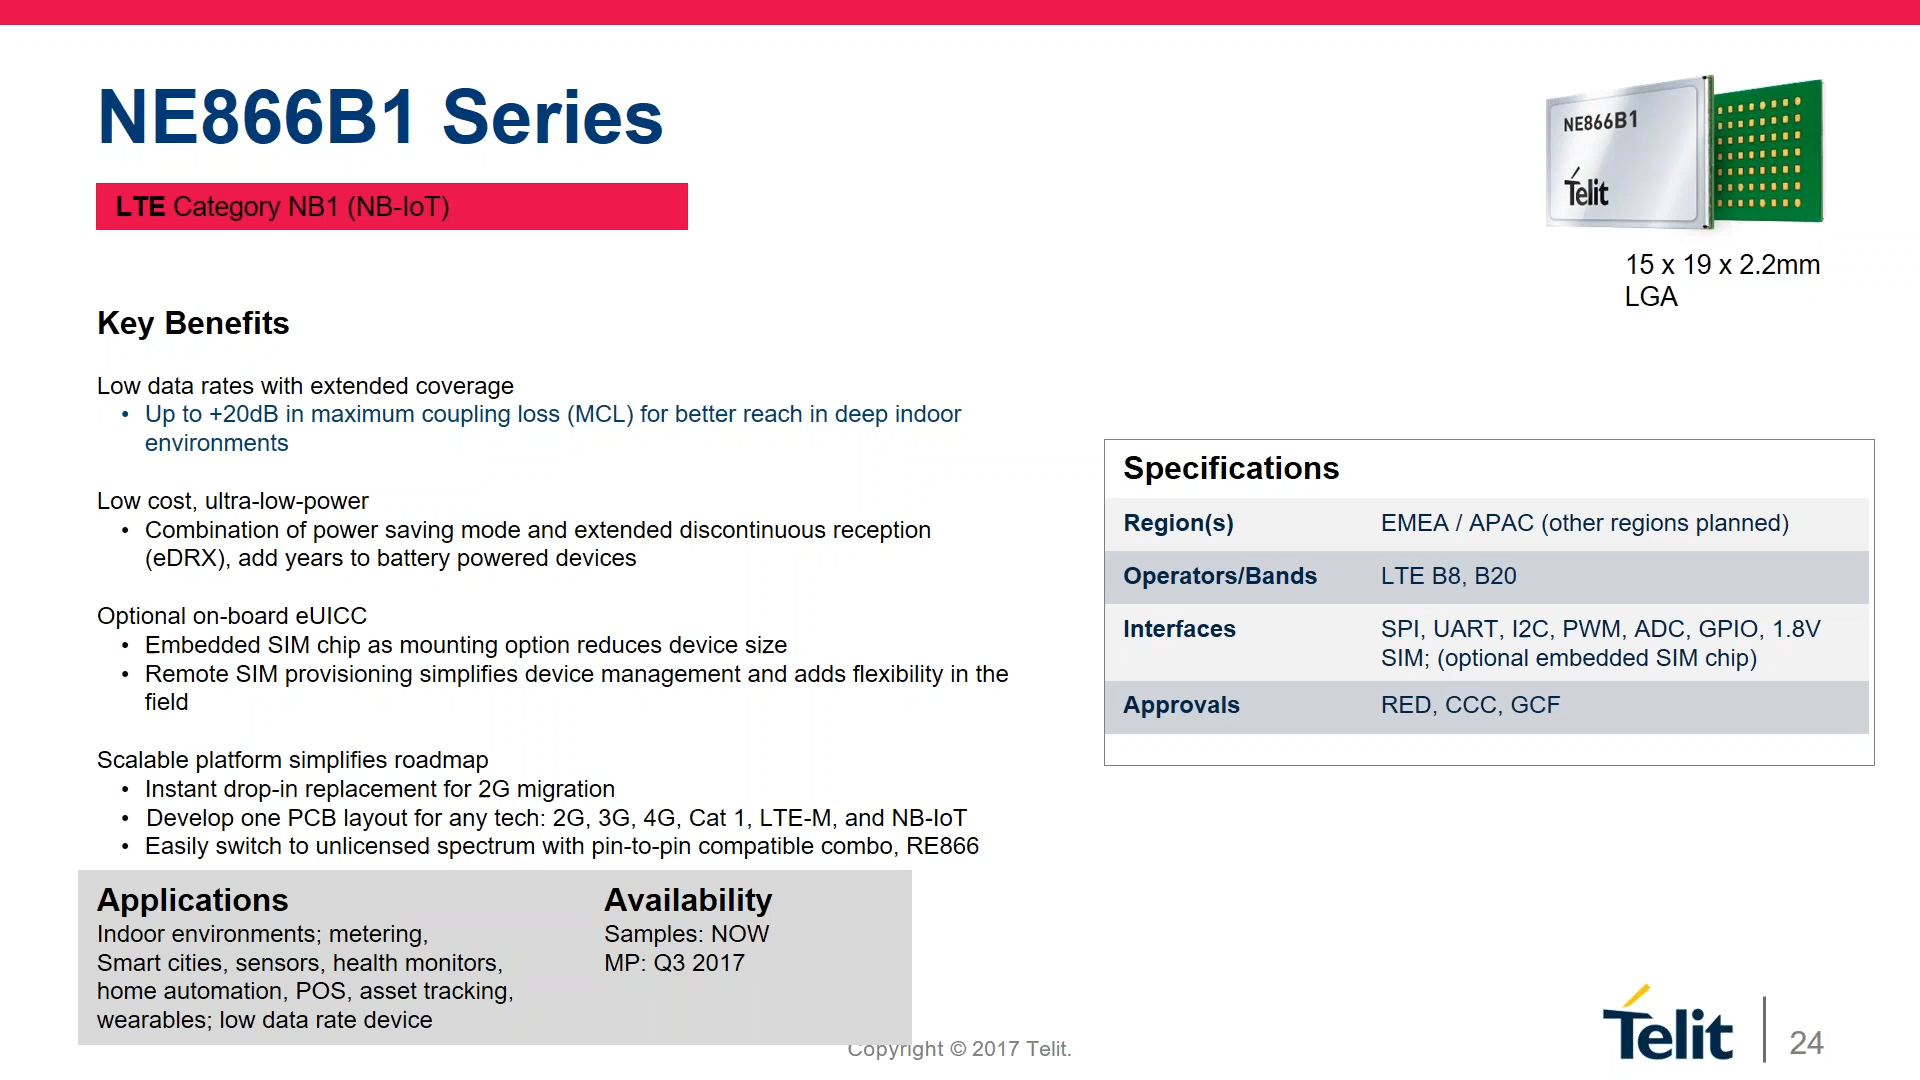 NE866B1 Series
LTE Category NB1 (NB-IoT)
NE866B1
Telit
15 x 19 x 2.2mm
LGA
Key Benefits
Low data rates with extended coverage
• Up to +20dB in maximum coupling loss (MCL) for better reach in deep indoor
environments
Low cost, ultra-low-power
• Combination of power saving mode and extended discontinuous reception
(eDRX), add years to battery powered devices
Optional on-board eUICC
• Embedded SIM chip as mounting option reduces device size
• Remote SIM provisioning simplifies device management and adds flexibility in the
field
Scalable platform simplifies roadmap
• Instant drop-in replacement for 2G migration
• Develop one PCB layout for any tech: 2G, 3G, 4G, Cat 1, LTE-M, and NB-IoT
• Easily switch to unlicensed spectrum with pin-to-pin compatible combo, RE866
Specifications
Region(s) EMEA / APAC (other regions planned)
Operators/Bands LTE B8, B20
Interfaces SPI, UART, I2C, PWM, ADC, GPIO, 1.8V
SIM; (optional embedded SIM chip)
Approvals RED, CCC, GCF
Applications
Indoor environments; metering,
Smart cities, sensors, health monitors,
home automation, POS, asset tracking,
wearables; low data rate device
Availability
Samples: NOW
MP: Q3 2017
Copyright © 2017 Telit.
Telit
24